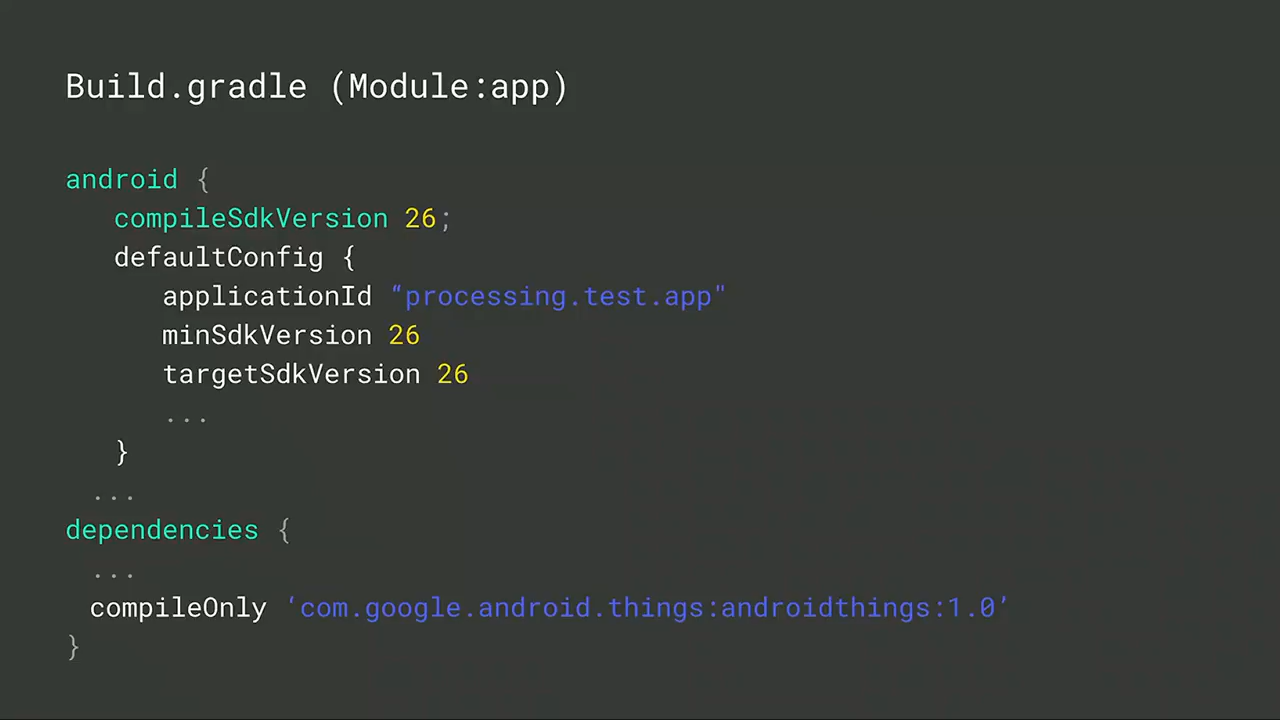 Build.gradle (Module:app)
android {
compileSdkVersion 26;
defaultConfig {
applicationId “processing.test.app"
minSdkVersion 26
targetSdkVersion 26
...
}
...
dependencies {
...
compileOnly ‘com.google.android.things:androidthings:1.0’
}